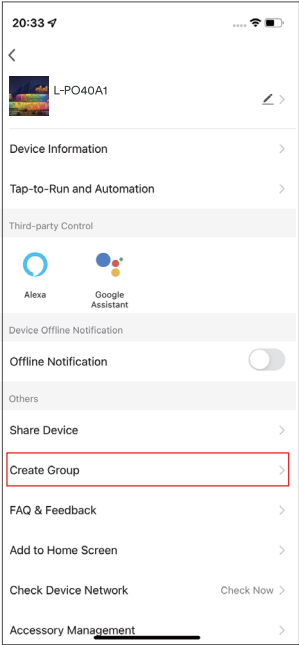 20:33
L-PO40A1
Device Information
Tap-to-Run and Automation
Third-party Control
Alexa
Google
Assistant
Device Offline Notification
Offline Notification
Others
Share Device
Create Group
FAQ & Feedback
Add to Home Screen
Check Device Network
Check Now
Accessory Management